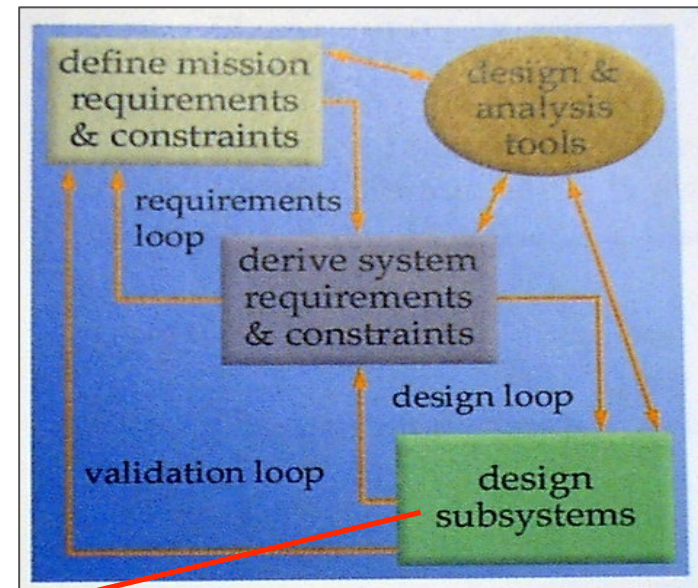 define mission
requirements
& constraints
design &
analysis
tools
requirements
loop
derive system
requirements
& constraints
design loop
validation loop
design
subsystems